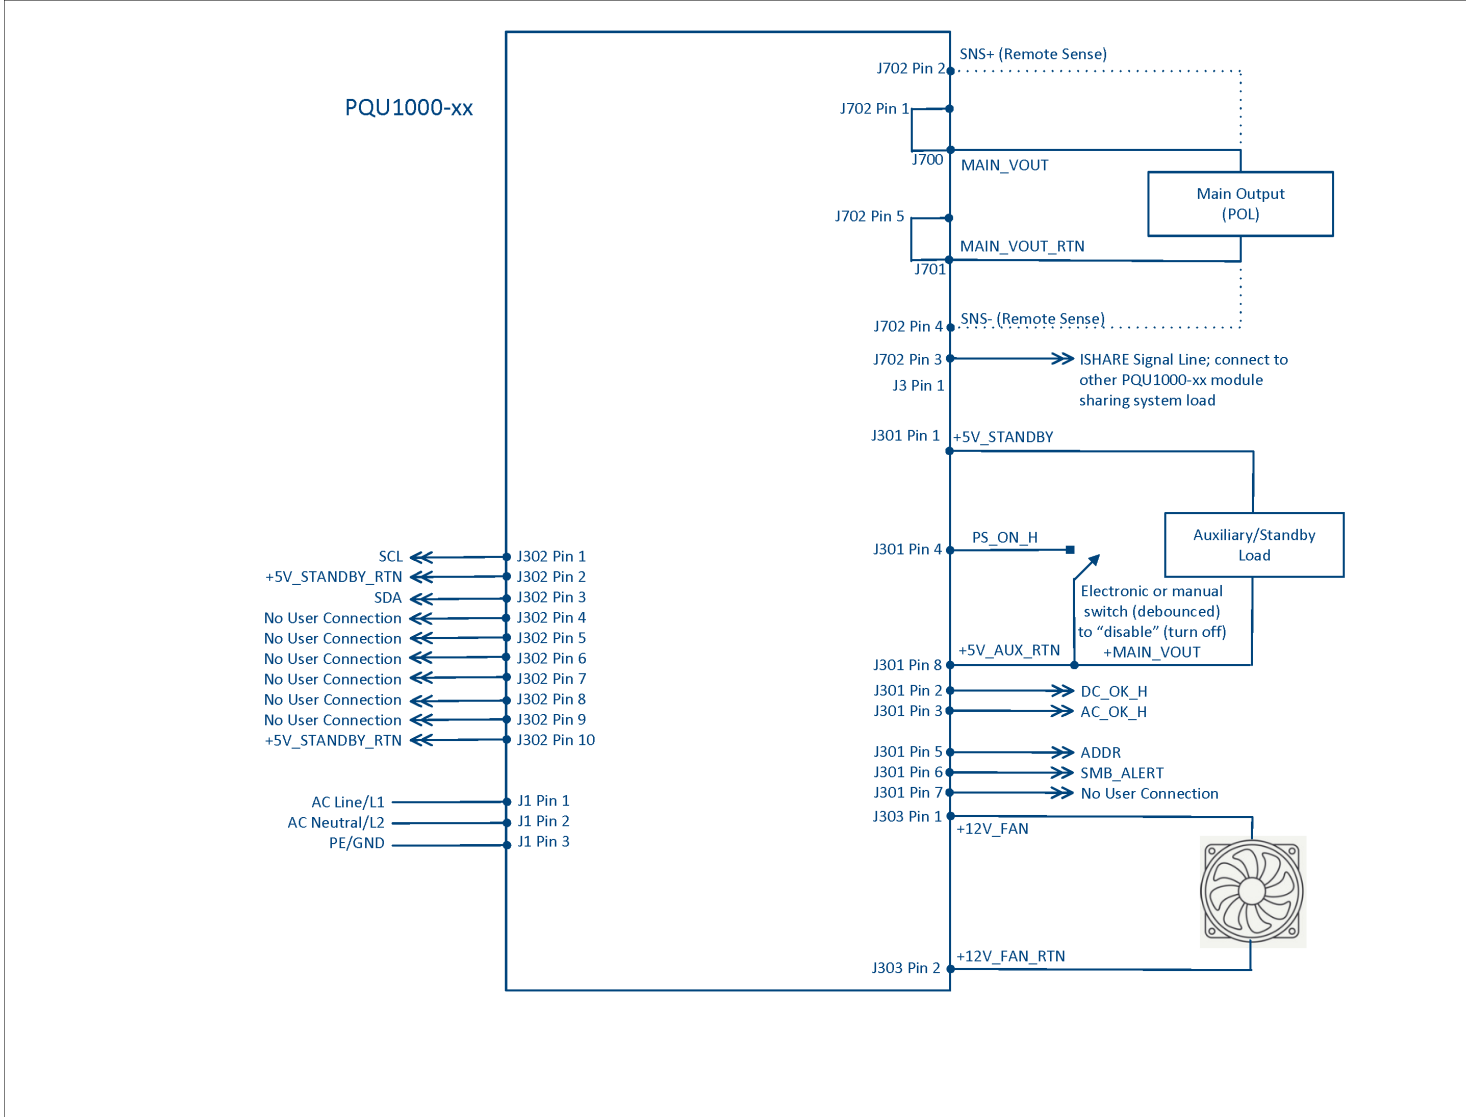 PQU1000-xx
J702 Pin 2
SNS+ (Remote Sense)
J702 Pin 1
J700
MAIN_VOUT
Main Output
(POL)
J702 Pin 5
MAIN_VOUT_RTN
J701
J702 Pin 4
SNS- (Remote Sense)
J702 Pin 3
ISHARE Signal Line; connect to
other PQU1000-xx module
sharing system load
J3 Pin 1
J301 Pin 1
+5V_STANDBY
Auxiliary/Standby
Load
J301 Pin 4
PS_ON_H
Electronic or manual
switch (debounced)
to “disable” (turn off)
+MAIN_VOUT
J301 Pin 8
+5V_AUX_RTN
J301 Pin 2
DC_OK_H
J301 Pin 3
AC_OK_H
J301 Pin 5
ADDR
J301 Pin 6
SMB_ALERT
J301 Pin 7
No User Connection
J303 Pin 1
+12V_FAN
J303 Pin 2
+12V_FAN_RTN
SCL
J302 Pin 1
+5V_STANDBY_RTN
J302 Pin 2
SDA
J302 Pin 3
No User Connection
J302 Pin 4
No User Connection
J302 Pin 5
No User Connection
J302 Pin 6
No User Connection
J302 Pin 7
No User Connection
J302 Pin 8
No User Connection
J302 Pin 9
+5V_STANDBY_RTN
J302 Pin 10
AC Line/L1
J1 Pin 1
AC Neutral/L2
J1 Pin 2
PE/GND
J1 Pin 3